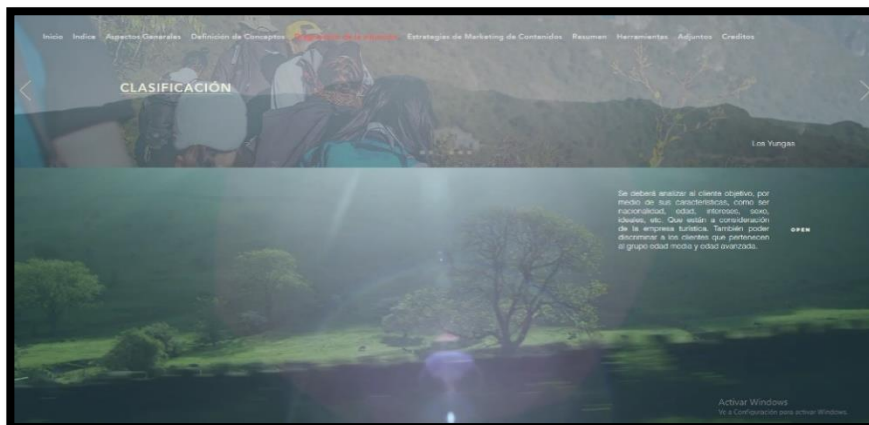 Inicio Indice Aspectos Generales Definición de Conceptos Estrategias de Marketing de Contenidos Resumen Herramientas Adjuntos Creditos
CLASIFICACIÓN
Los Yungas
Se deberá analizar al cliente objetivo, por
medio de sus características, como ser
nacionalidad, edad, intereses, sexo,
ideales, etc. Que están a consideración
de la empresa turística. También poder
discriminar a los clientes que pertenecen
al grupo edad media y edad avanzada.
OPEN
Activar Windows
Ve a Configuración para activar Windows.